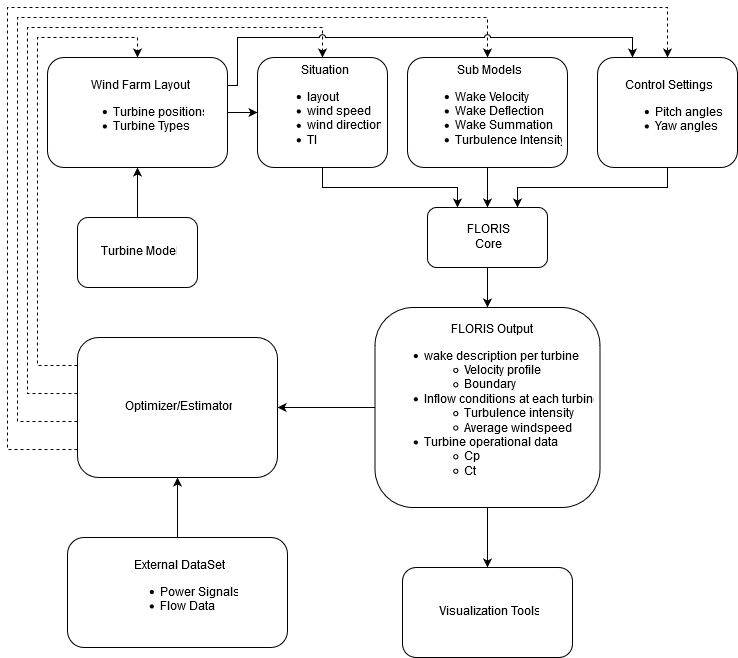 Wind Farm Layout
• Turbine positions
• Turbine Types
Situation
• layout
• wind speed
• wind direction
• TI
Sub Models
• Wake Velocity
• Wake Deflection
• Wake Summation
• Turbulence Intensity
Control Settings
• Pitch angles
• Yaw angles
Turbine Model
FLORIS
Core
FLORIS Output
• wake description per turbine
○ Velocity profile
○ Boundary
• Inflow conditions at each turbine
○ Turbulence intensity
○ Average windspeed
• Turbine operational data
○ Cp
○ Ct
Optimizer/Estimator
External DataSet
• Power Signals
• Flow Data
Visualization Tools